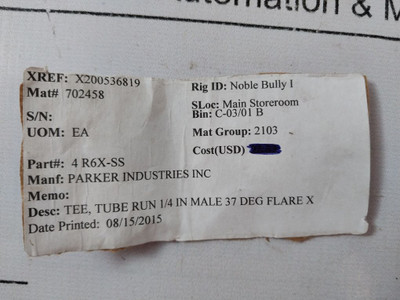 Automation & M
XREF: X200536819
Mat# 702458
S/N:
UOM: EA
Rig ID: Noble Bully I
SLoc: Main Storeroom
Bin: C-03/01 B
Mat Group: 2103
Cost(USD)
Part#: 4 R6X-SS
Manf: PARKER INDUSTRIES INC
Memo:
Desc: TEE, TUBE RUN 1/4 IN MALE 37 DEG FLARE X
Date Printed: 08/15/2015